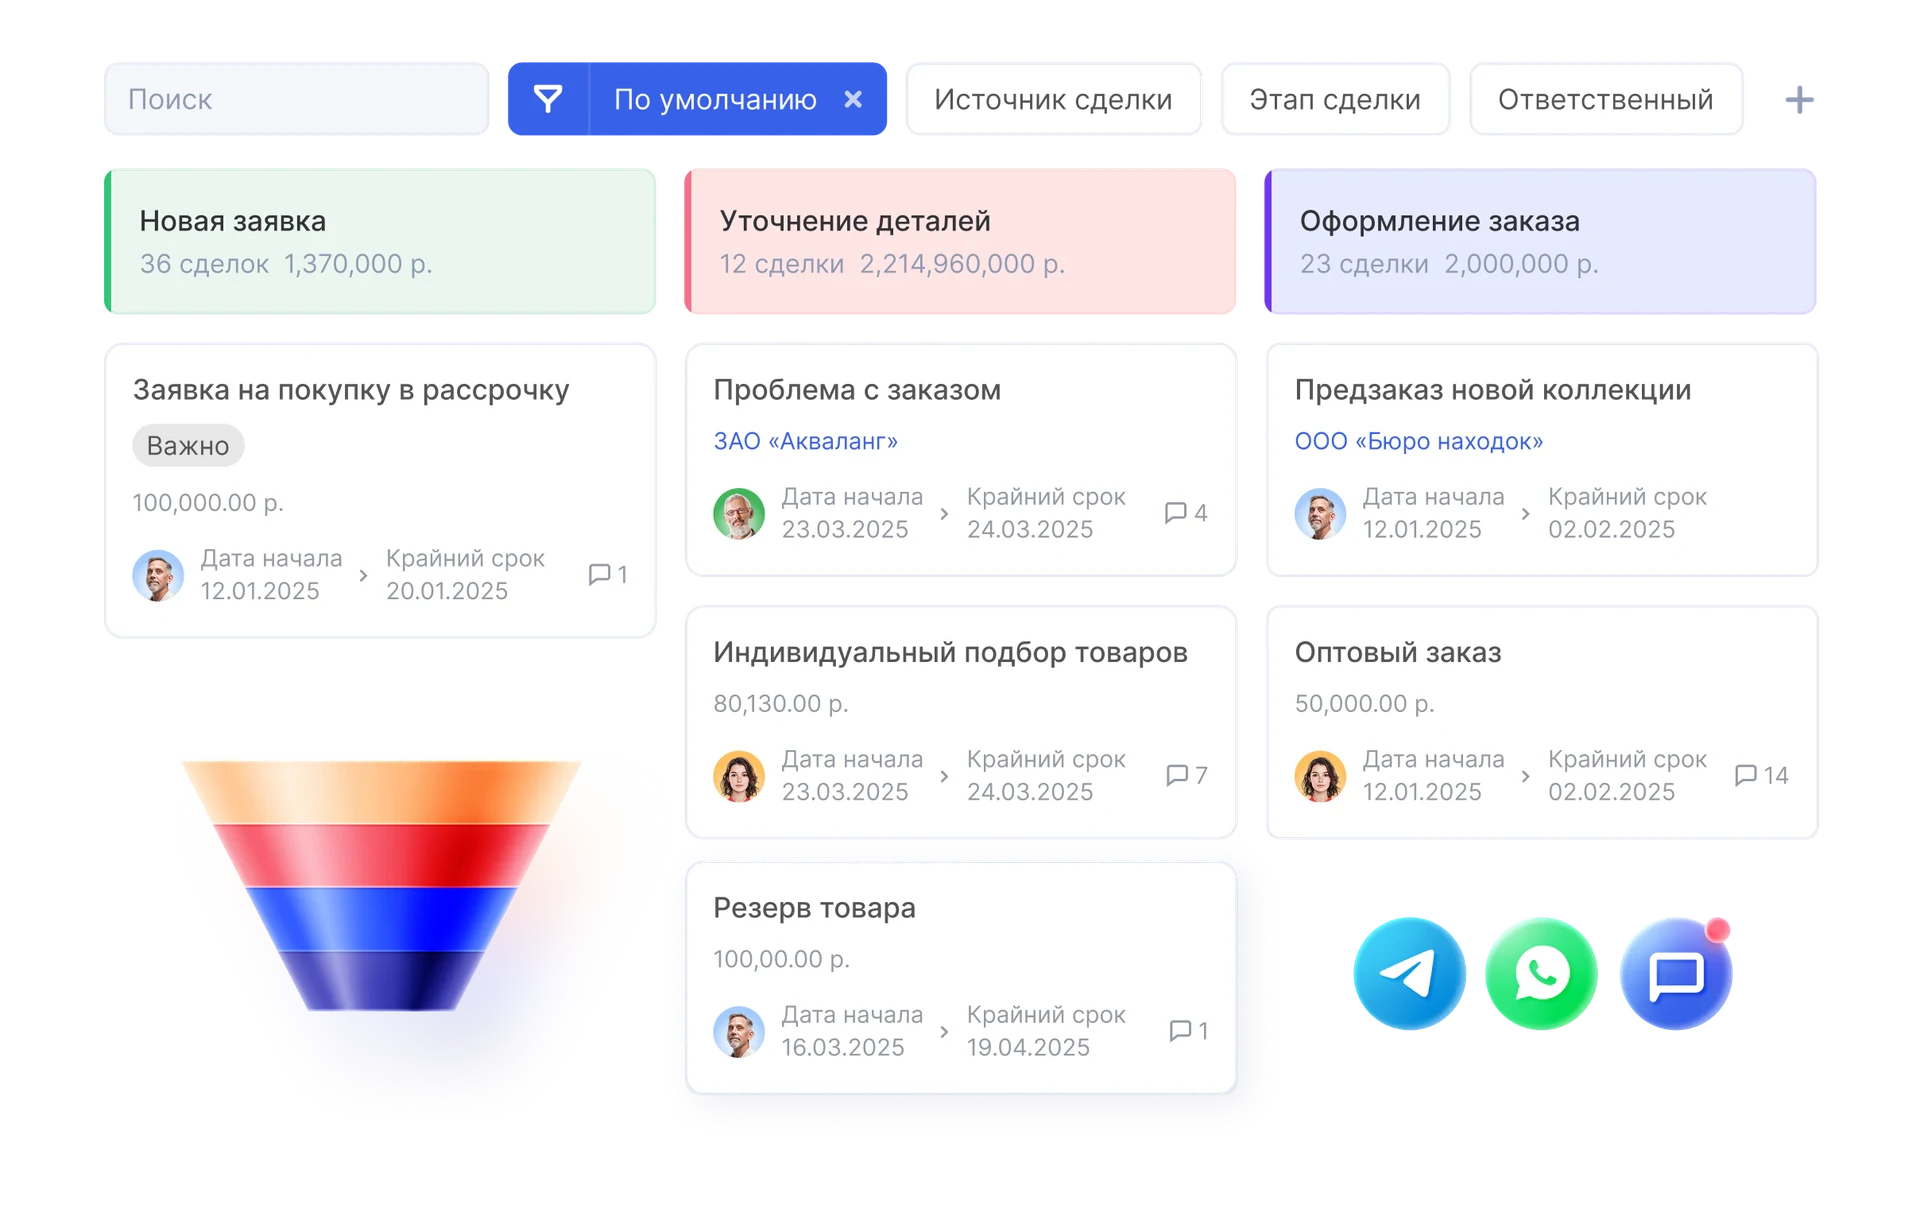 Поиск
По умолчанию
Источник сделки
Этап сделки
Ответственный
Новая заявка
36 сделок 1,370,000 р.
Заявка на покупку в рассрочку
Важно
100,000.00 р.
Дата начала
12.01.2025
Крайний срок
20.01.2025
1
Уточнение деталей
12 сделки 2,214,960,000 р.
Проблема с заказом
ЗАО «Акваланг»
Дата начала
23.03.2025
Крайний срок
24.03.2025
4
Индивидуальный подбор товаров
80,130.00 р.
Дата начала
23.03.2025
Крайний срок
24.03.2025
7
Резерв товара
100,00.00 р.
Дата начала
16.03.2025
Крайний срок
19.04.2025
1
Оформление заказа
23 сделки 2,000,000 р.
Предзаказ новой коллекции
ООО «Бюро находок»
Дата начала
12.01.2025
Крайний срок
02.02.2025
Оптовый заказ
50,000.00 р.
Дата начала
12.01.2025
Крайний срок
02.02.2025
14